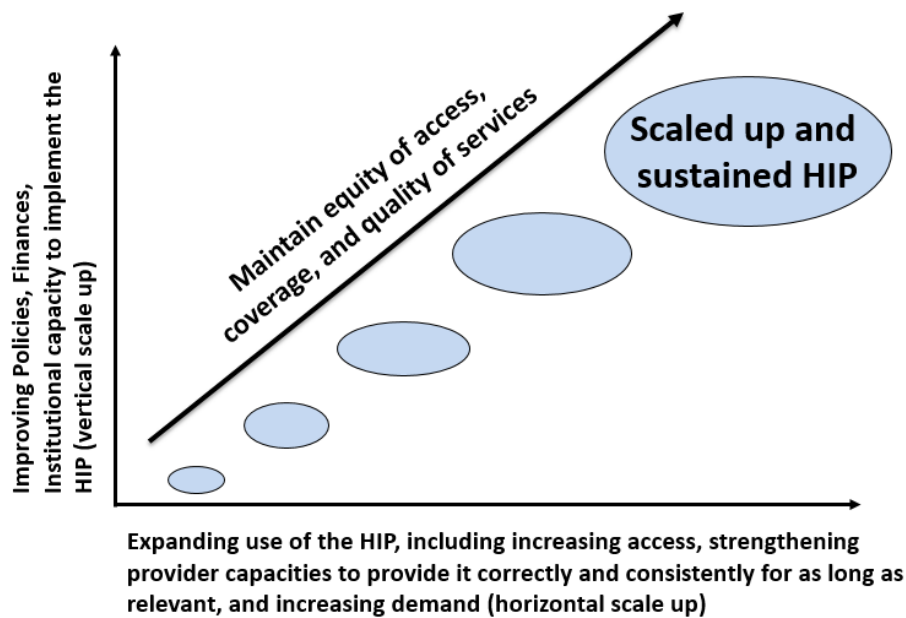 Improving Policies, Finances,
Institutional capacity to implement the
HIP (vertical scale up)
Maintain equity of access,
coverage, and quality of services
Scaled up and
sustained HIP
Expanding use of the HIP, including increasing access, strengthening
provider capacities to provide it correctly and consistently for as long as
relevant, and increasing demand (horizontal scale up)